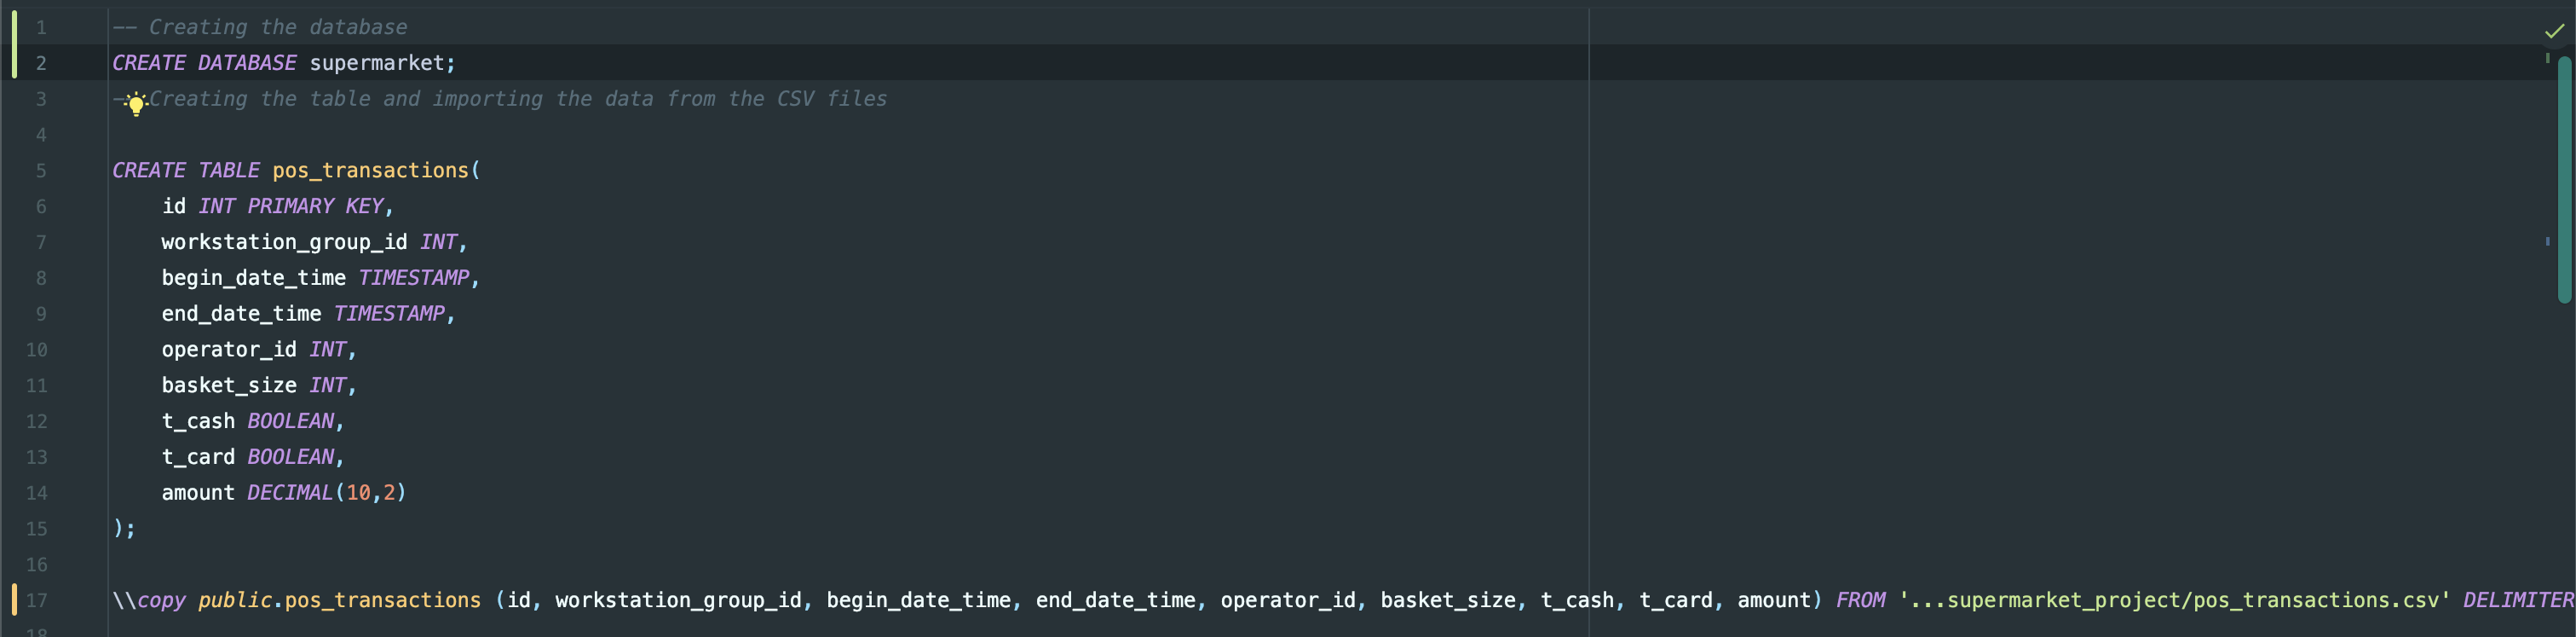 1 -- Creating the database
2 CREATE DATABASE supermarket;
3 Creating the table and importing the data from the CSV files
4
5 CREATE TABLE pos_transactions(
6 id INT PRIMARY KEY,
7 workstation_group_id INT,
8 begin_date_time TIMESTAMP,
9 end_date_time TIMESTAMP,
10 operator_id INT,
11 basket_size INT,
12 t_cash BOOLEAN,
13 t_card BOOLEAN,
14 amount DECIMAL(10,2)
15 );
16
17 \\copy public.pos_transactions (id, workstation_group_id, begin_date_time, end_date_time, operator_id, basket_size, t_cash, t_card, amount) FROM '...supermarket_project/pos_transactions.csv' DELIMITER
18